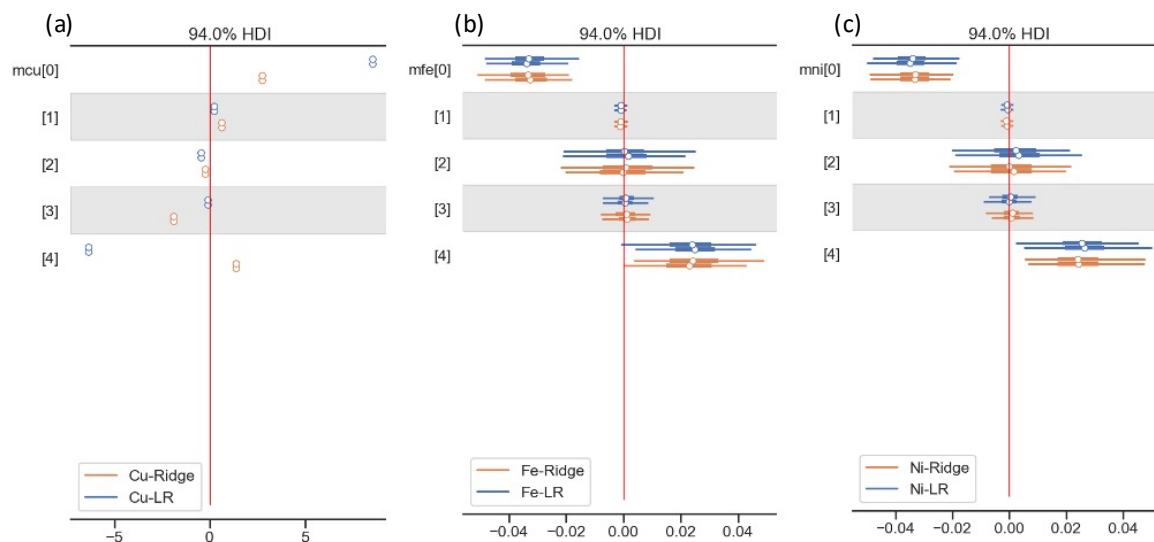 (a)
94.0% HDI
mcu[0]
[1]
[2]
[3]
[4]
Cu-Ridge
Cu-LR
−5
0
5
(b)
94.0% HDI
mfe[0]
[1]
[2]
[3]
[4]
Fe-Ridge
Fe-LR
−0.04
−0.02
0.00
0.02
0.04
(c)
94.0% HDI
mni[0]
[1]
[2]
[3]
[4]
Ni-Ridge
Ni-LR
−0.04
−0.02
0.00
0.02
0.04